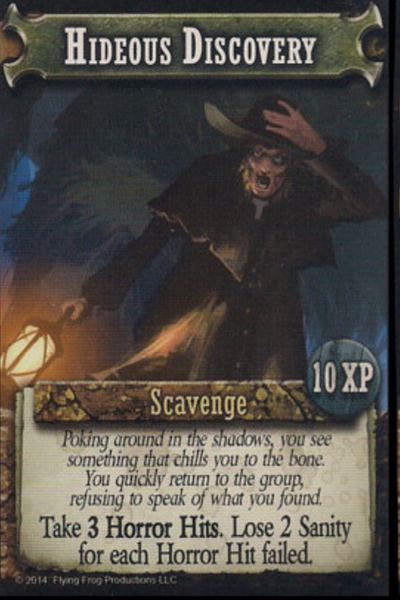 Hideous Discovery
10 XP
Scavenge
Poking around in the shadows, you see
something that chills you to the bone.
You quickly return to the group,
refusing to speak of what you found.
Take 3 Horror Hits. Lose 2 Sanity
for each Horror Hit failed.
© 2014 Flying Frog Productions LLC